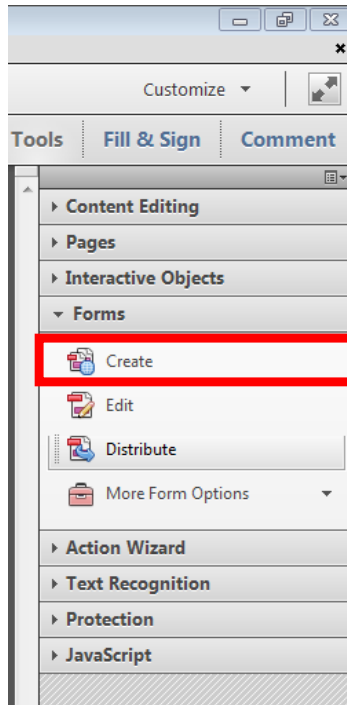 Customize
Tools Fill & Sign Comment
Content Editing
Pages
Interactive Objects
Forms
Create
Edit
Distribute
More Form Options
Action Wizard
Text Recognition
Protection
JavaScript